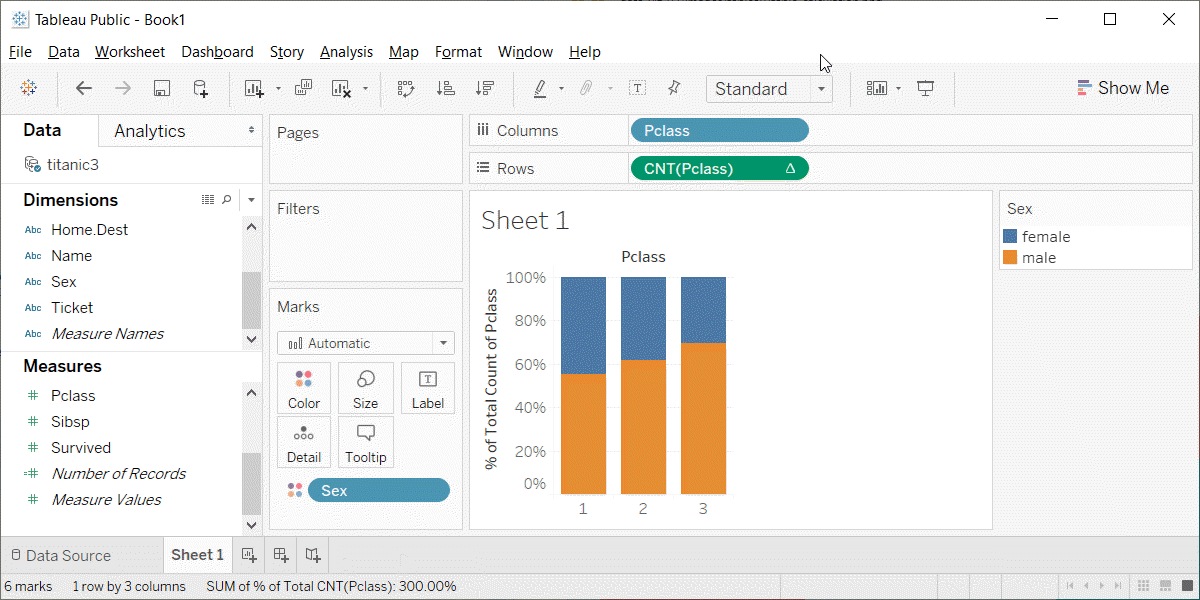 Tableau Public - Book1
File Data Worksheet Dashboard Story Analysis Map Format Window Help
Standard
Show Me
Data
Analytics
Pages
Columns
Pclass
titanic3
Rows
CNT(Pclass) Δ
Dimensions
Filters
Sheet 1
Sex
Abc Home.Dest
female
Abc Name
male
Pclass
Abc Sex
100%
Abc Ticket
Marks
80%
Abc Measure Names
Automatic
Measures
60%
% of Total Count of Pclass
# Pclass
Color
Size
T
Label
40%
# Sibsp
# Survived
20%
Detail
Tooltip
=# Number of Records
0%
# Measure Values
Sex
1 2 3
Data Source
Sheet 1
6 marks 1 row by 3 columns SUM of % of Total CNT(Pclass): 300.00%